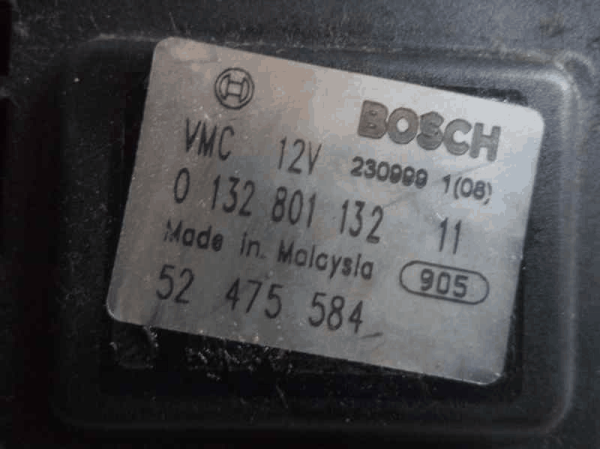 BOSCH
VMC 12V 230999 1(08)
0 132 801 132 11
Made in Malaysia 905
52 475 584